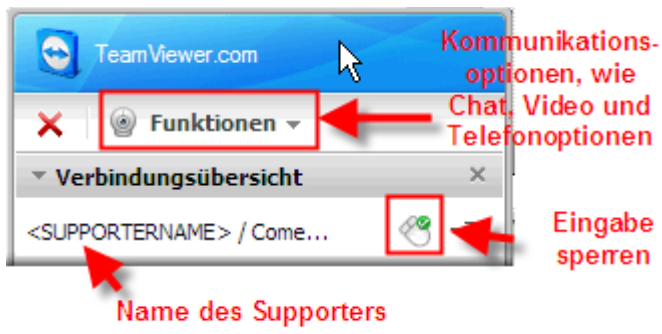 TeamViewer.com
Kommunikations-
optionen, wie
Chat, Video und
Telefonoptionen
Funktionen
Verbindungsübersicht
<SUPPORTERNAME> / Come...
Eingabe
sperren
Name des Supporters